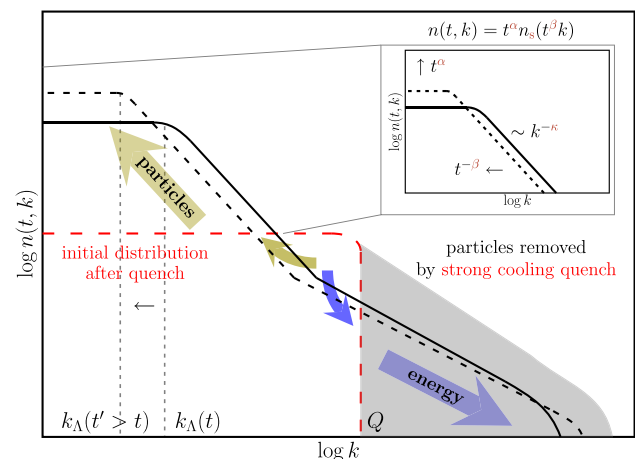 n(t, k) = t^α n_s(t^β k)
↑ t^α
log n(t, k)
∼ k^{−κ}
t^{−β} ←
log k
particles
initial distribution
after quench
particles removed
by strong cooling quench
←
energy
k_Λ(t′ > t)
k_Λ(t)
Q
log n(t, k)
log k